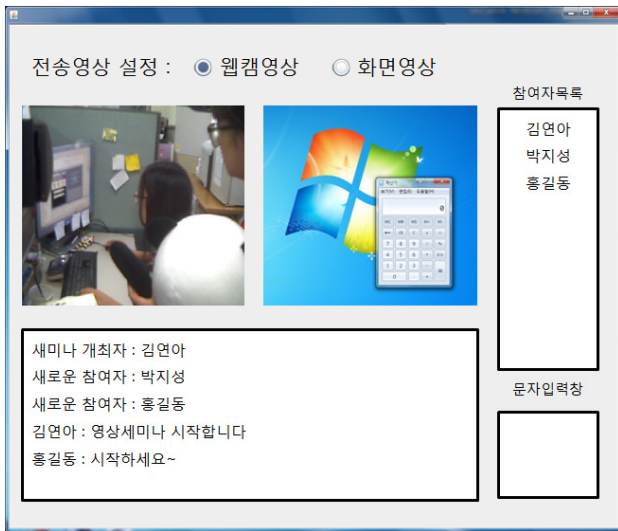 전송영상 설정 : 웹캠영상 화면영상
참여자목록
김연아
박지성
홍길동
새미나 개최자 : 김연아
새로운 참여자 : 박지성
새로운 참여자 : 홍길동
김연아 : 영상세미나 시작합니다
홍길동 : 시작하세요~
문자입력창